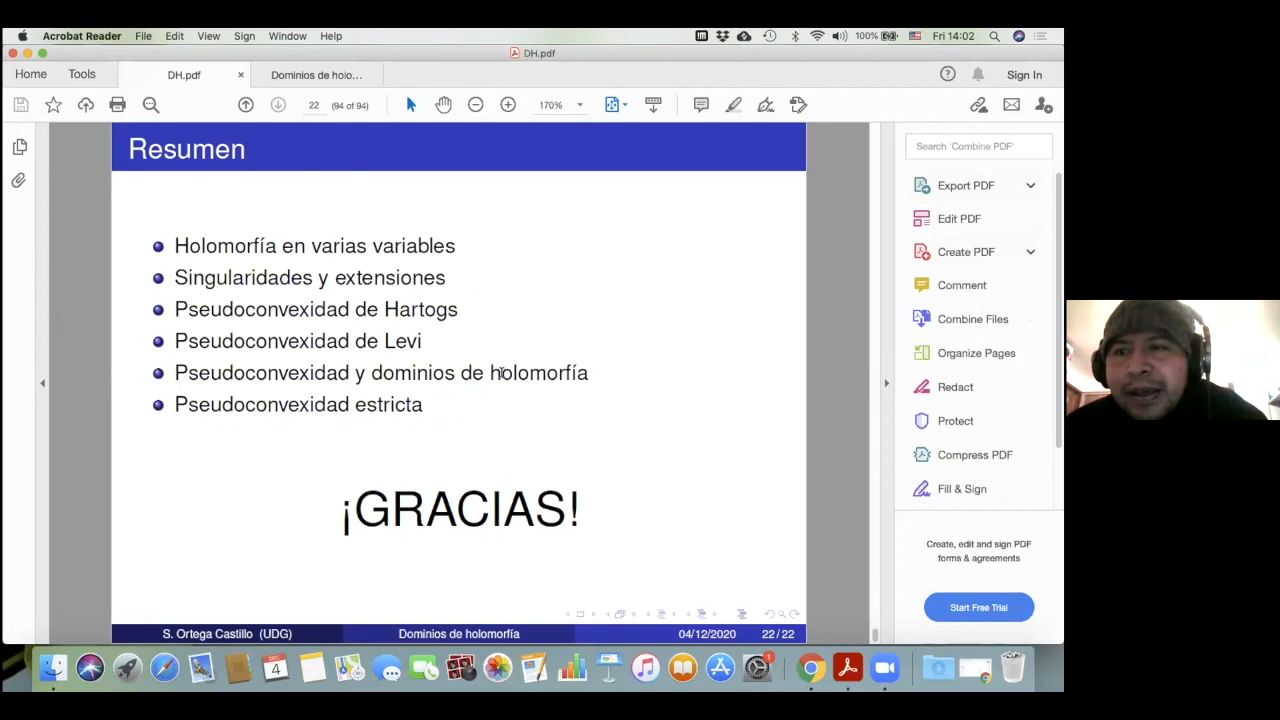 Acrobat Reader File Edit View Sign Window Help 100% Fri 14:02
DH.pdf
Home Tools DH.pdf × Dominios de holo... Sign In
22 (94 of 94) 170%
Resumen
Holomorfía en varias variables
Singularidades y extensiones
Pseudoconvexidad de Hartogs
Pseudoconvexidad de Levi
Pseudoconvexidad y dominios de holomorfía
Pseudoconvexidad estricta
¡GRACIAS!
S. Ortega Castillo (UDG) Dominios de holomorfía 04/12/2020 22 / 22
Search 'Combine PDF'
Export PDF
Edit PDF
Create PDF
Comment
Combine Files
Organize Pages
Redact
Protect
Compress PDF
Fill & Sign
Create, edit and sign PDF
forms & agreements
Start Free Trial
4
1